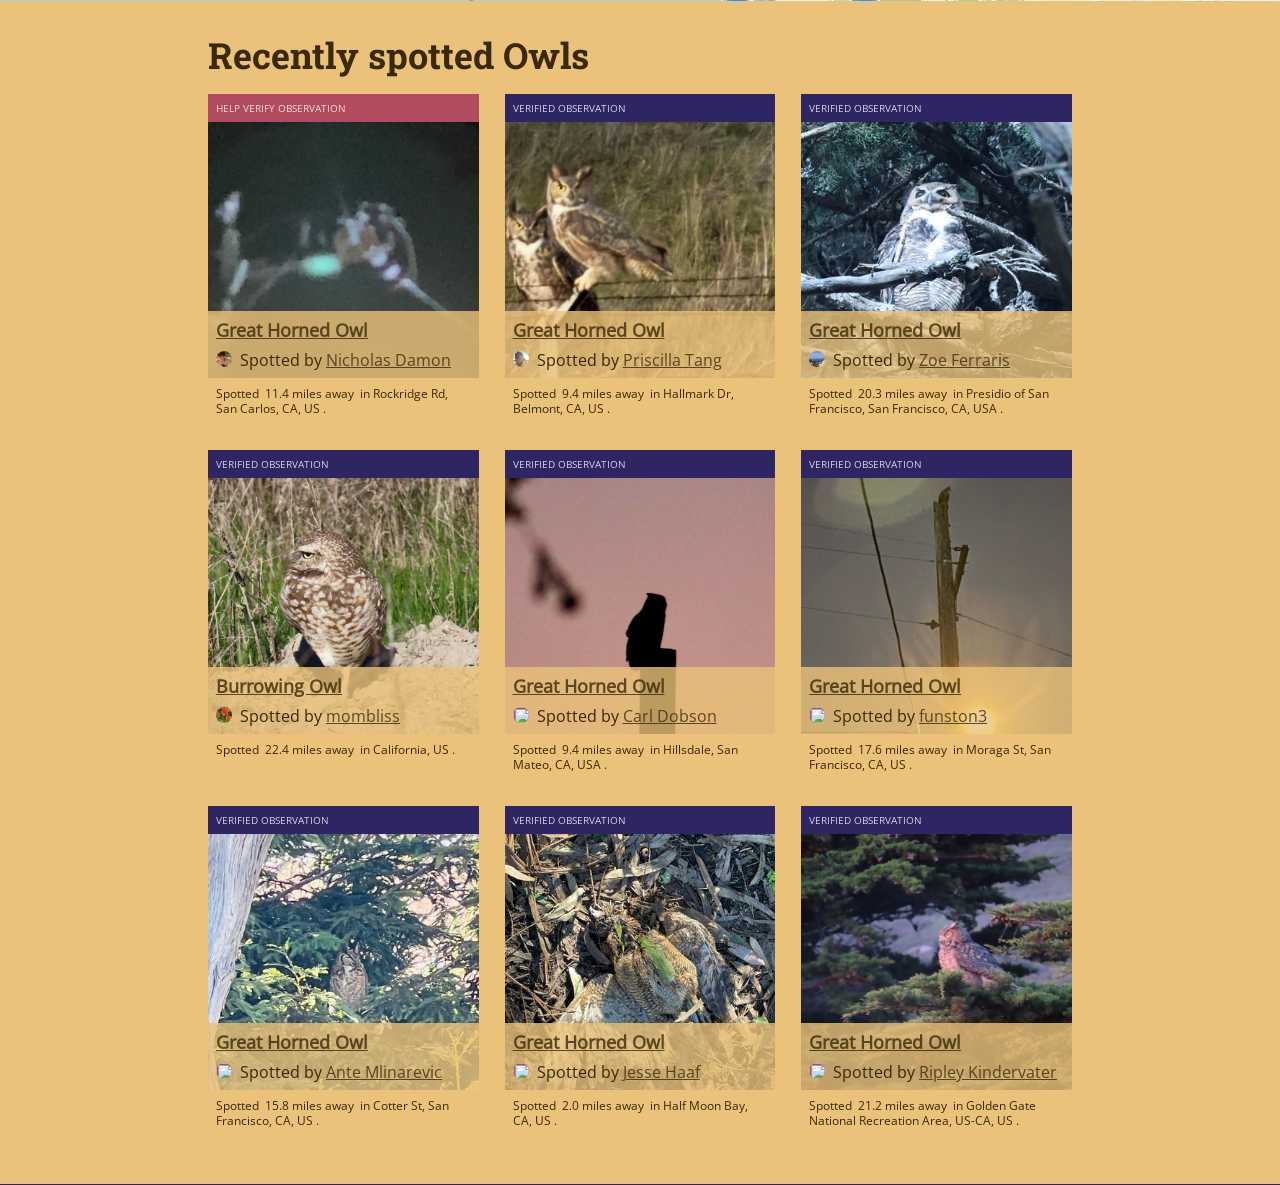 Recently spotted Owls
HELP VERIFY OBSERVATION
Great Horned Owl
Spotted by Nicholas Damon
Spotted 11.4 miles away in Rockridge Rd,
San Carlos, CA, US .
VERIFIED OBSERVATION
Great Horned Owl
Spotted by Priscilla Tang
Spotted 9.4 miles away in Hallmark Dr,
Belmont, CA, US .
VERIFIED OBSERVATION
Great Horned Owl
Spotted by Zoe Ferraris
Spotted 20.3 miles away in Presidio of San
Francisco, San Francisco, CA, USA .
VERIFIED OBSERVATION
Burrowing Owl
Spotted by mombliss
Spotted 22.4 miles away in California, US .
VERIFIED OBSERVATION
Great Horned Owl
Spotted by Carl Dobson
Spotted 9.4 miles away in Hillsdale, San
Mateo, CA, USA .
VERIFIED OBSERVATION
Great Horned Owl
Spotted by funston3
Spotted 17.6 miles away in Moraga St, San
Francisco, CA, US .
VERIFIED OBSERVATION
Great Horned Owl
Spotted by Ante Mlinarevic
Spotted 15.8 miles away in Cotter St, San
Francisco, CA, US .
VERIFIED OBSERVATION
Great Horned Owl
Spotted by Jesse Haaf
Spotted 2.0 miles away in Half Moon Bay,
CA, US .
VERIFIED OBSERVATION
Great Horned Owl
Spotted by Ripley Kindervater
Spotted 21.2 miles away in Golden Gate
National Recreation Area, US-CA, US .